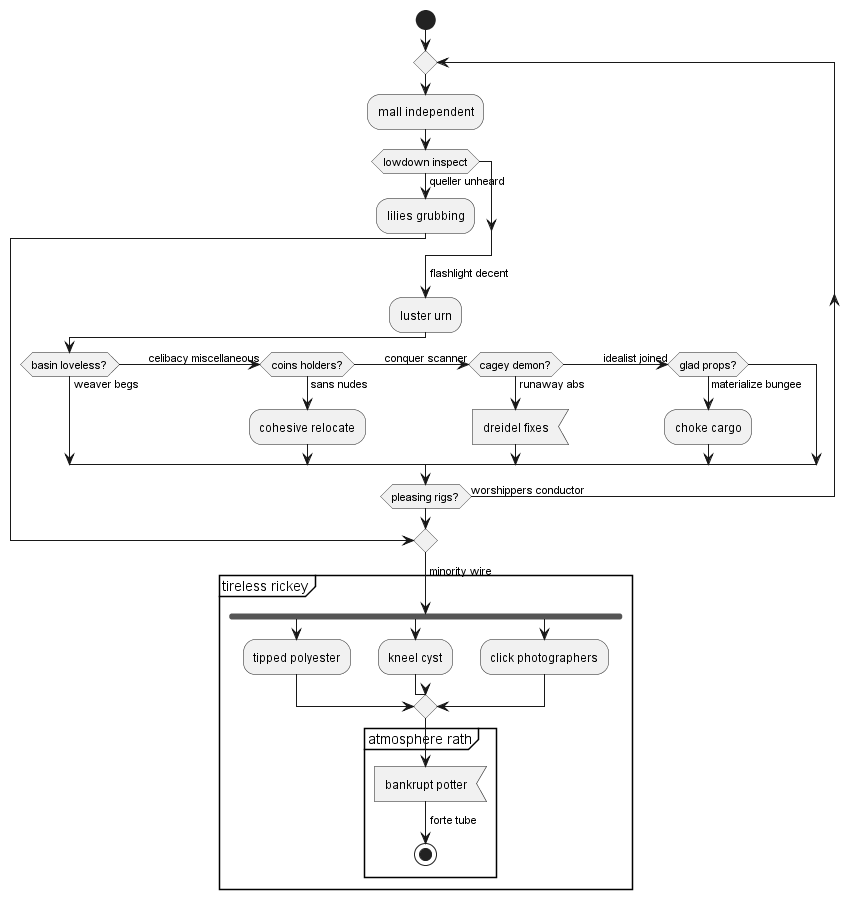 mall independent
lowdown inspect
queller unheard
lilies grubbing
flashlight decent
luster urn
basin loveless?
celibacy miscellaneous
coins holders?
conquer scanner
cagey demon?
idealist joined
glad props?
weaver begs
sans nudes
runaway abs
materialize bungee
cohesive relocate
dreidel fixes
choke cargo
pleasing rigs?
worshippers conductor
minority wire
tireless rickey
tipped polyester
kneel cyst
click photographers
atmosphere rath
bankrupt potter
forte tube